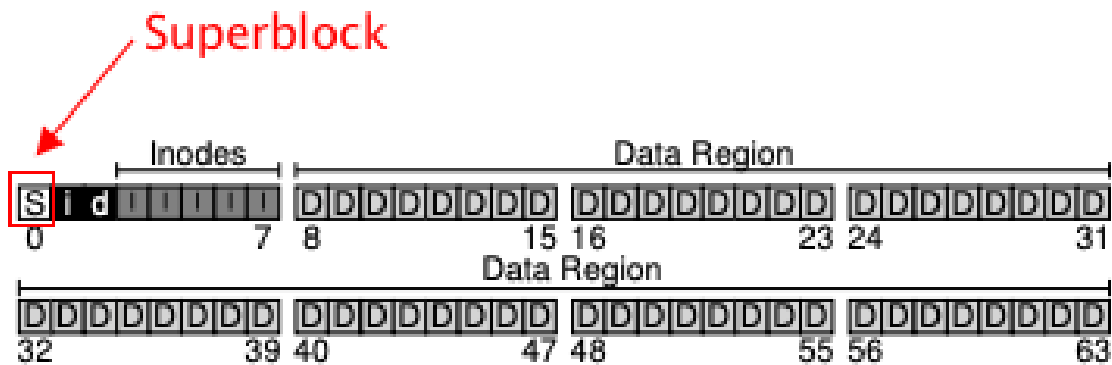 Superblock
Inodes Data Region
S i d I I I I I D D D D D D D D D D D D D D D D D D D D D D D D
0 7 8 15 16 23 24 31
Data Region
D D D D D D D D D D D D D D D D D D D D D D D D D D D D D D D D
32 39 40 47 48 55 56 63